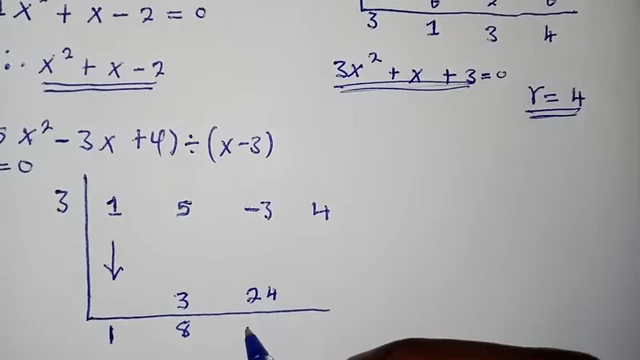 x² + x - 2 = 0
∴ x² + x - 2
x² - 3x + 4) ÷ (x - 3)
= 0
3 1 5 -3 4
3 24
1 8
3 1 3 4
3x² + x + 3 = 0
r = 4